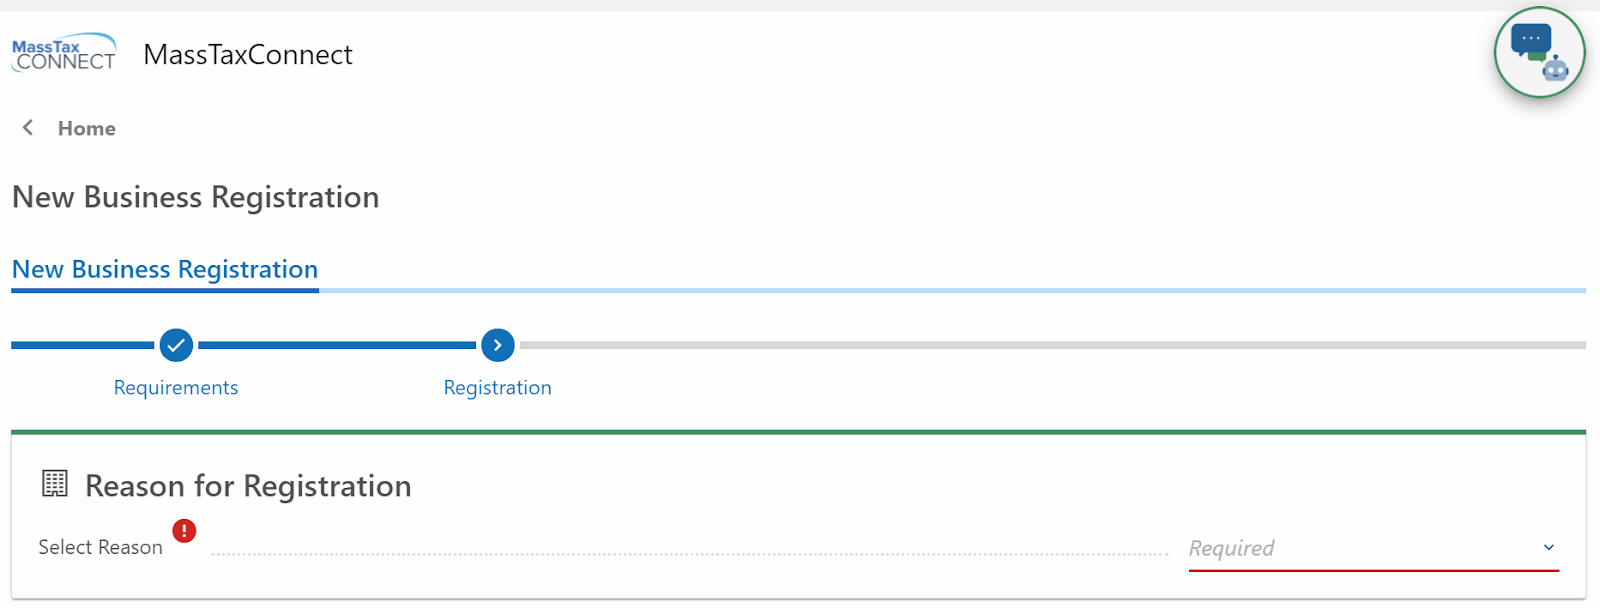 MassTax
CONNECT
MassTaxConnect
Home
New Business Registration
New Business Registration
Requirements
Registration
Reason for Registration
Select Reason
Required